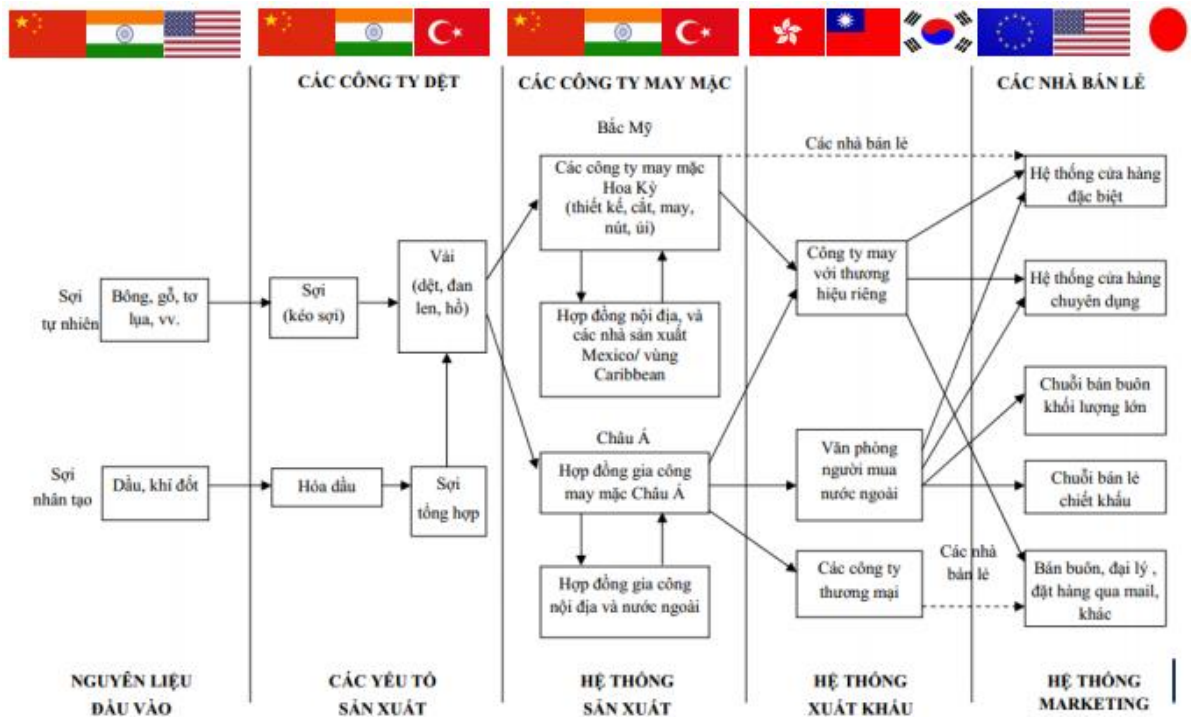 CÁC CÔNG TY DỆT
CÁC CÔNG TY MAY MẶC
CÁC NHÀ BÁN LẺ
Sợi
tự nhiên
Bông, gỗ, tơ
lụa, vv.
Sợi
nhân tạo
Dầu, khí đốt
Sợi
(kéo sợi)
Vải
(dệt, đan
len, hồ)
Hóa dầu
Sợi
tổng hợp
Bắc Mỹ
Các công ty may mặc
Hoa Kỳ
(thiết kế, cắt, may,
nút, ủi)
Hợp đồng nội địa, và
các nhà sản xuất
Mexico/ vùng
Caribbean
Châu Á
Hợp đồng gia công
may mặc Châu Á
Hợp đồng gia công
nội địa và nước ngoài
Các nhà bán lẻ
Công ty may
với thương
hiệu riêng
Văn phòng
người mua
nước ngoài
Các công ty
thương mại
Các nhà
bán lẻ
Hệ thống cửa hàng
đặc biệt
Hệ thống cửa hàng
chuyên dụng
Chuỗi bán buôn
khối lượng lớn
Chuỗi bán lẻ
chiết khấu
Bán buôn, đại lý ,
đặt hàng qua mail,
khác
NGUYÊN LIỆU
ĐẦU VÀO
CÁC YẾU TỐ
SẢN XUẤT
HỆ THỐNG
SẢN XUẤT
HỆ THỐNG
XUẤT KHẨU
HỆ THỐNG
MARKETING